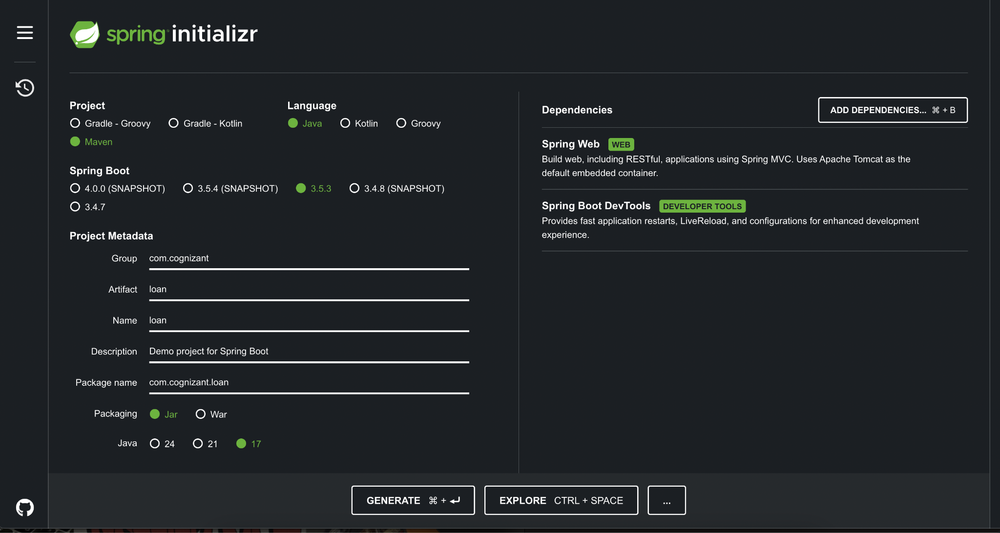 spring initializr
Project
Gradle - Groovy Gradle - Kotlin
Maven
Language
Java Kotlin Groovy
Spring Boot
4.0.0 (SNAPSHOT) 3.5.4 (SNAPSHOT) 3.5.3 3.4.8 (SNAPSHOT)
3.4.7
Project Metadata
Group com.cognizant
Artifact loan
Name loan
Description Demo project for Spring Boot
Package name com.cognizant.loan
Packaging Jar War
Java 24 21 17
Dependencies ADD DEPENDENCIES... ⌘ + B
Spring Web WEB
Build web, including RESTful, applications using Spring MVC. Uses Apache Tomcat as the
default embedded container.
Spring Boot DevTools DEVELOPER TOOLS
Provides fast application restarts, LiveReload, and configurations for enhanced development
experience.
GENERATE ⌘ + ⏎ EXPLORE CTRL + SPACE ...